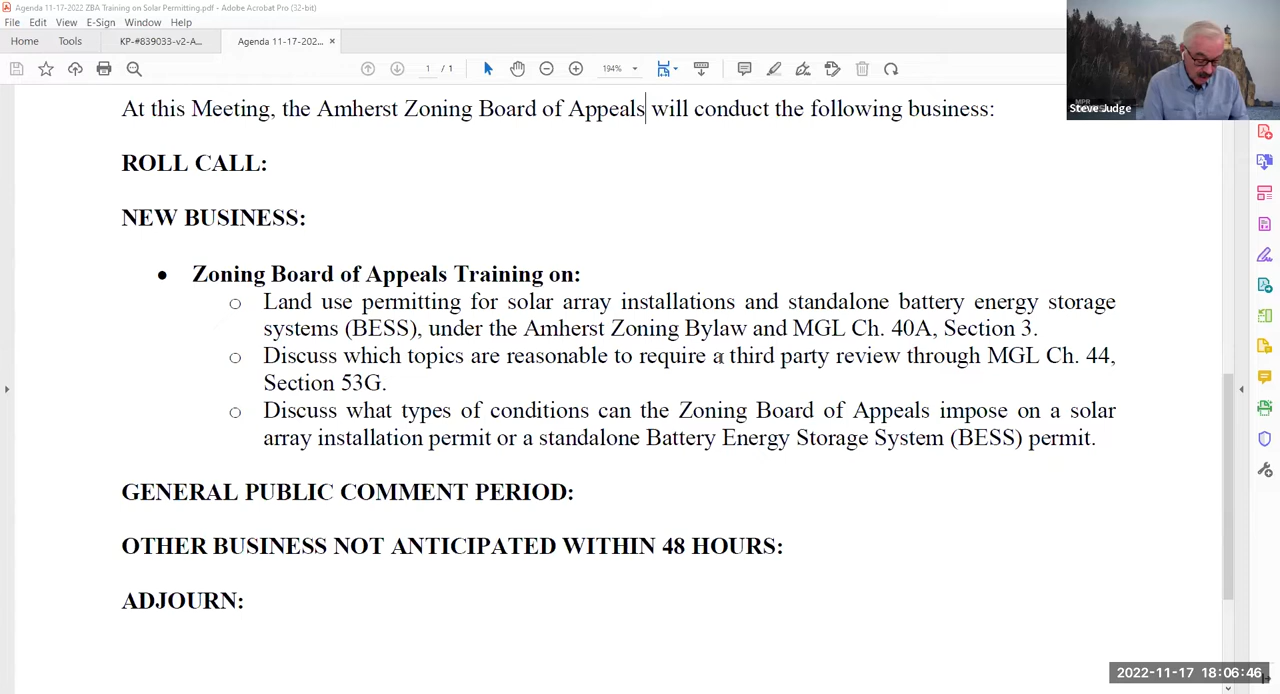 Agenda 11-17-2022 ZBA Training on Solar Permitting.pdf - Adobe Acrobat Pro (32-bit)
File Edit View E-Sign Window Help
Home Tools KP-#839033-v2-A... Agenda 11-17-202... ×
1 / 1 194%
At this Meeting, the Amherst Zoning Board of Appeals will conduct the following business:
ROLL CALL:
NEW BUSINESS:
• Zoning Board of Appeals Training on:
○ Land use permitting for solar array installations and standalone battery energy storage
systems (BESS), under the Amherst Zoning Bylaw and MGL Ch. 40A, Section 3.
○ Discuss which topics are reasonable to require a third party review through MGL Ch. 44,
Section 53G.
○ Discuss what types of conditions can the Zoning Board of Appeals impose on a solar
array installation permit or a standalone Battery Energy Storage System (BESS) permit.
GENERAL PUBLIC COMMENT PERIOD:
OTHER BUSINESS NOT ANTICIPATED WITHIN 48 HOURS:
ADJOURN:
Steve Judge
2022-11-17 18:06:46